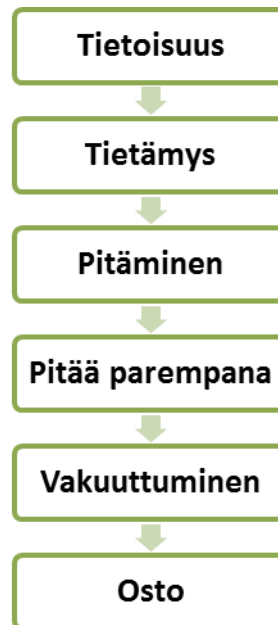 Tietoisuus
Tietämys
Pitäminen
Pitää parempana
Vakuuttuminen
Osto